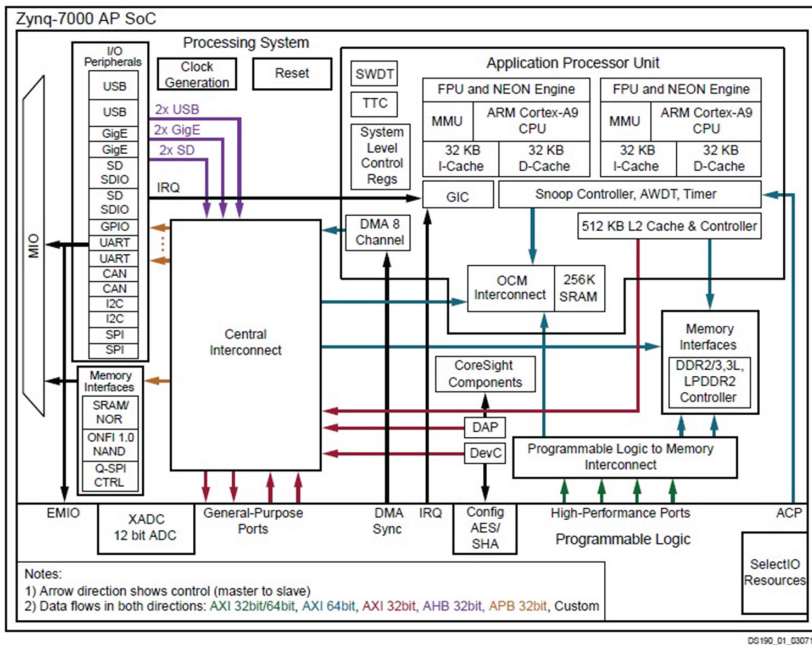 Zynq-7000 AP SoC
Processing System
I/O
Peripherals
USB
USB
GigE
GigE
SD
SDIO
SD
SDIO
GPIO
UART
UART
CAN
CAN
I2C
I2C
SPI
SPI
MIO
Clock
Generation
Reset
2x USB
2x GigE
2x SD
IRQ
SWDT
TTC
System
Level
Control
Regs
Application Processor Unit
FPU and NEON Engine
MMU
ARM Cortex-A9
CPU
32 KB
I-Cache
32 KB
D-Cache
FPU and NEON Engine
MMU
ARM Cortex-A9
CPU
32 KB
I-Cache
32 KB
D-Cache
GIC
Snoop Controller, AWDT, Timer
DMA 8
Channel
512 KB L2 Cache & Controller
OCM
Interconnect
256K
SRAM
Central
Interconnect
Memory
Interfaces
DDR2/3,3L,
LPDDR2
Controller
CoreSight
Components
DAP
DevC
Programmable Logic to Memory
Interconnect
Memory
Interfaces
SRAM/
NOR
ONFI 1.0
NAND
Q-SPI
CTRL
EMIO
XADC
12 bit ADC
General-Purpose
Ports
DMA
Sync
IRQ
Config
AES/
SHA
High-Performance Ports
ACP
Programmable Logic
SelectIO
Resources
Notes:
1) Arrow direction shows control (master to slave)
2) Data flows in both directions: AXI 32bit/64bit, AXI 64bit, AXI 32bit, AHB 32bit, APB 32bit, Custom
DS190_01_03071